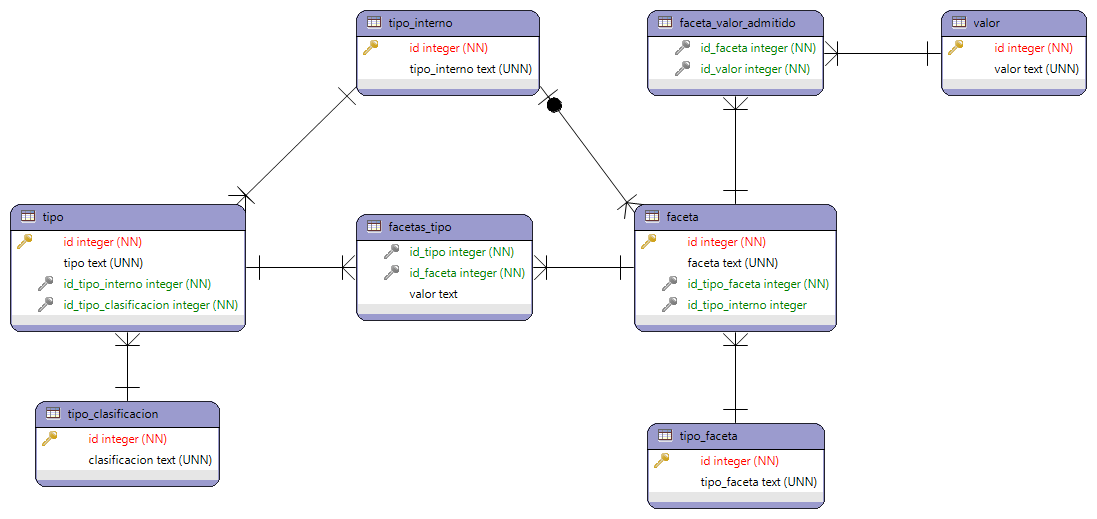 tipo_interno
id integer (NN)
tipo_interno text (UNN)
faceta_valor_admitido
id_faceta integer (NN)
id_valor integer (NN)
valor
id integer (NN)
valor text (UNN)
tipo
id integer (NN)
tipo text (UNN)
id_tipo_interno integer (NN)
id_tipo_clasificacion integer (NN)
facetas_tipo
id_tipo integer (NN)
id_faceta integer (NN)
valor text
faceta
id integer (NN)
faceta text (UNN)
id_tipo_faceta integer (NN)
id_tipo_interno integer
tipo_clasificacion
id integer (NN)
clasificacion text (UNN)
tipo_faceta
id integer (NN)
tipo_faceta text (UNN)